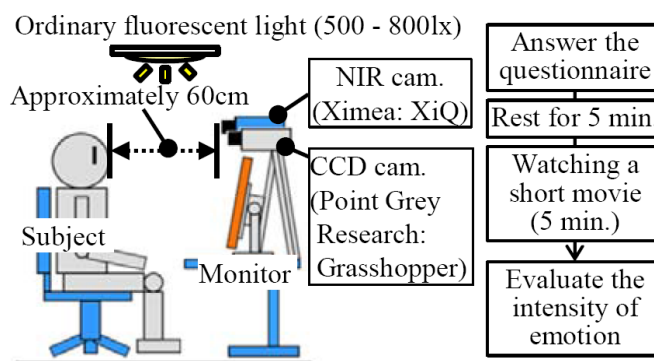 Ordinary fluorescent light (500 - 800lx)
Approximately 60cm
NIR cam.
(Ximea: XiQ)
CCD cam.
(Point Grey
Research:
Grasshopper)
Subject
Monitor
Answer the
questionnaire
Rest for 5 min.
Watching a
short movie
(5 min.)
Evaluate the
intensity of
emotion